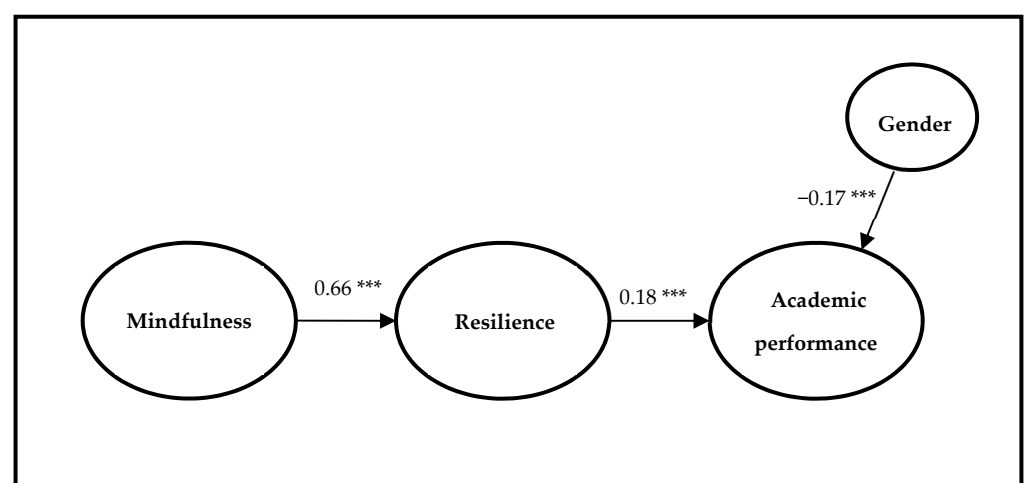 Gender
−0.17 ***
0.66 ***
0.18 ***
Mindfulness
Resilience
Academic
performance